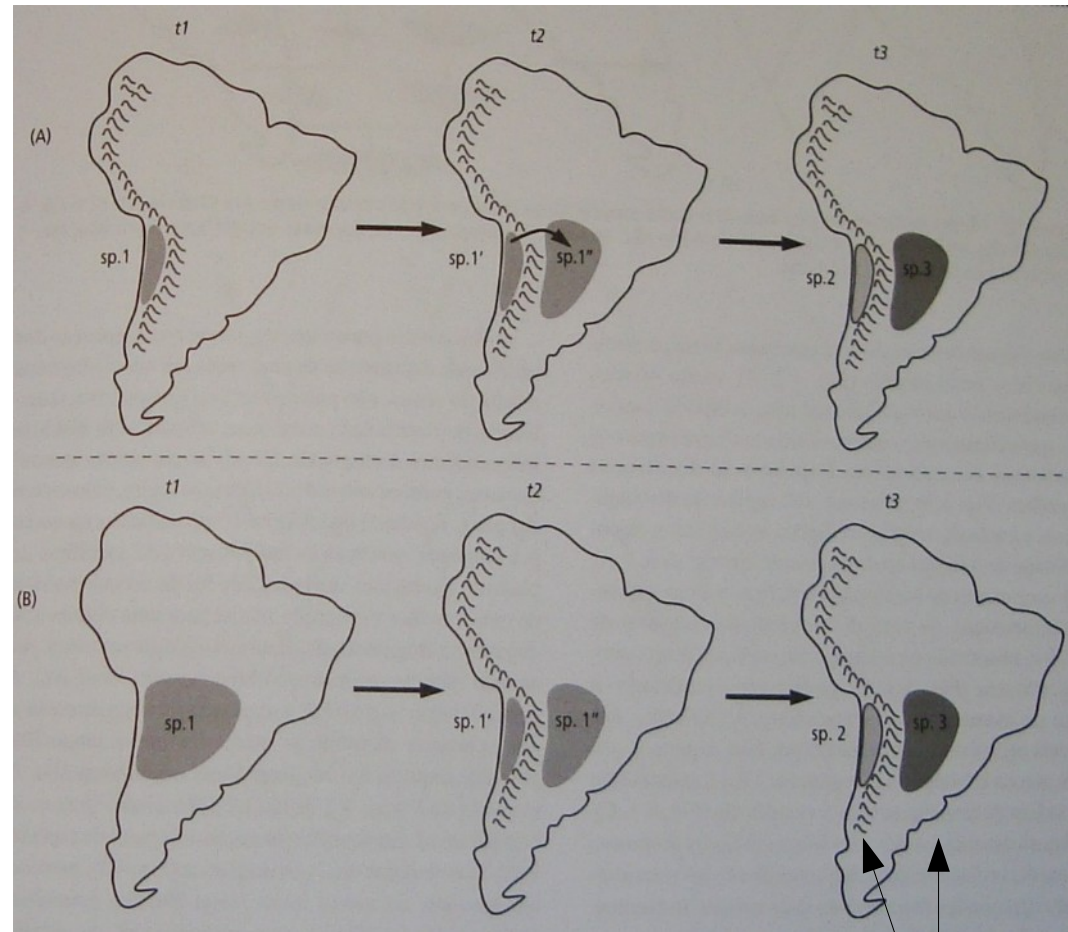 t1
t2
t3
(A)
sp.1
sp.1'
sp.1"
sp.2
sp.3
t1
t2
t3
(B)
sp.1
sp. 1'
sp. 1"
sp. 2
sp. 3